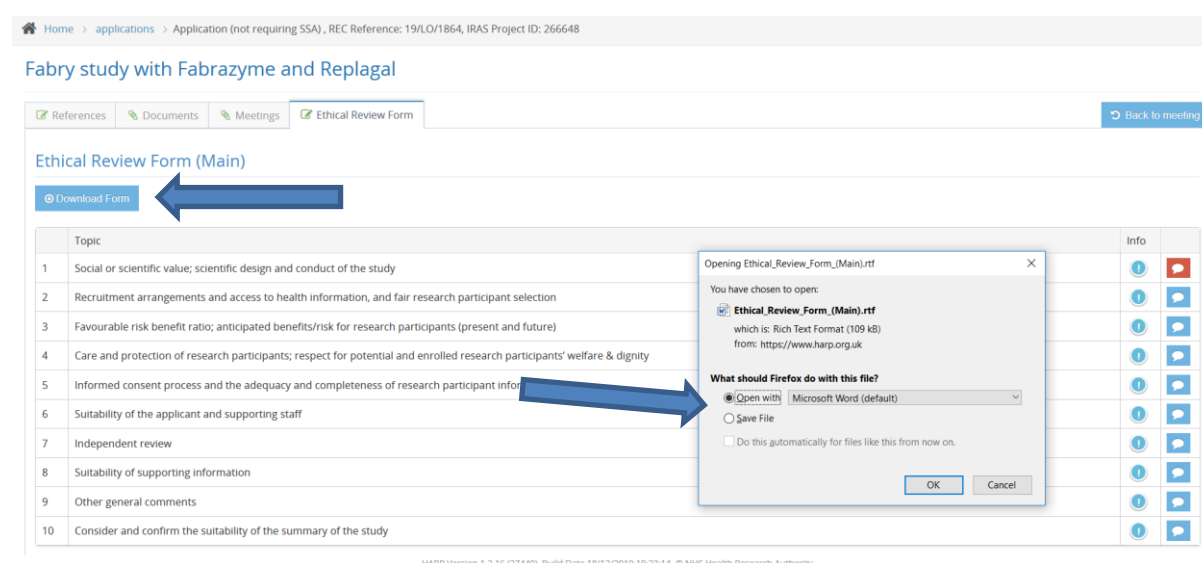 Home > applications > Application (not requiring SSA) , REC Reference: 19/LO/1864, IRAS Project ID: 266648
Fabry study with Fabrazyme and Replagal
References Documents Meetings Ethical Review Form Back to meeting
Ethical Review Form (Main)
Download Form
Topic Info
1 Social or scientific value; scientific design and conduct of the study
2 Recruitment arrangements and access to health information, and fair research participant selection
3 Favourable risk benefit ratio; anticipated benefits/risk for research participants (present and future)
4 Care and protection of research participants; respect for potential and enrolled research participants' welfare & dignity
5 Informed consent process and the adequacy and completeness of research participant
6 Suitability of the applicant and supporting staff
7 Independent review
8 Suitability of supporting information
9 Other general comments
10 Consider and confirm the suitability of the summary of the study
Opening Ethical_Review_Form_(Main).rtf
You have chosen to open:
Ethical_Review_Form_(Main).rtf
which is: Rich Text Format (109 kB)
from: https://www.harp.org.uk
What should Firefox do with this file?
Open with Microsoft Word (default)
Save File
Do this automatically for files like this from now on.
OK Cancel